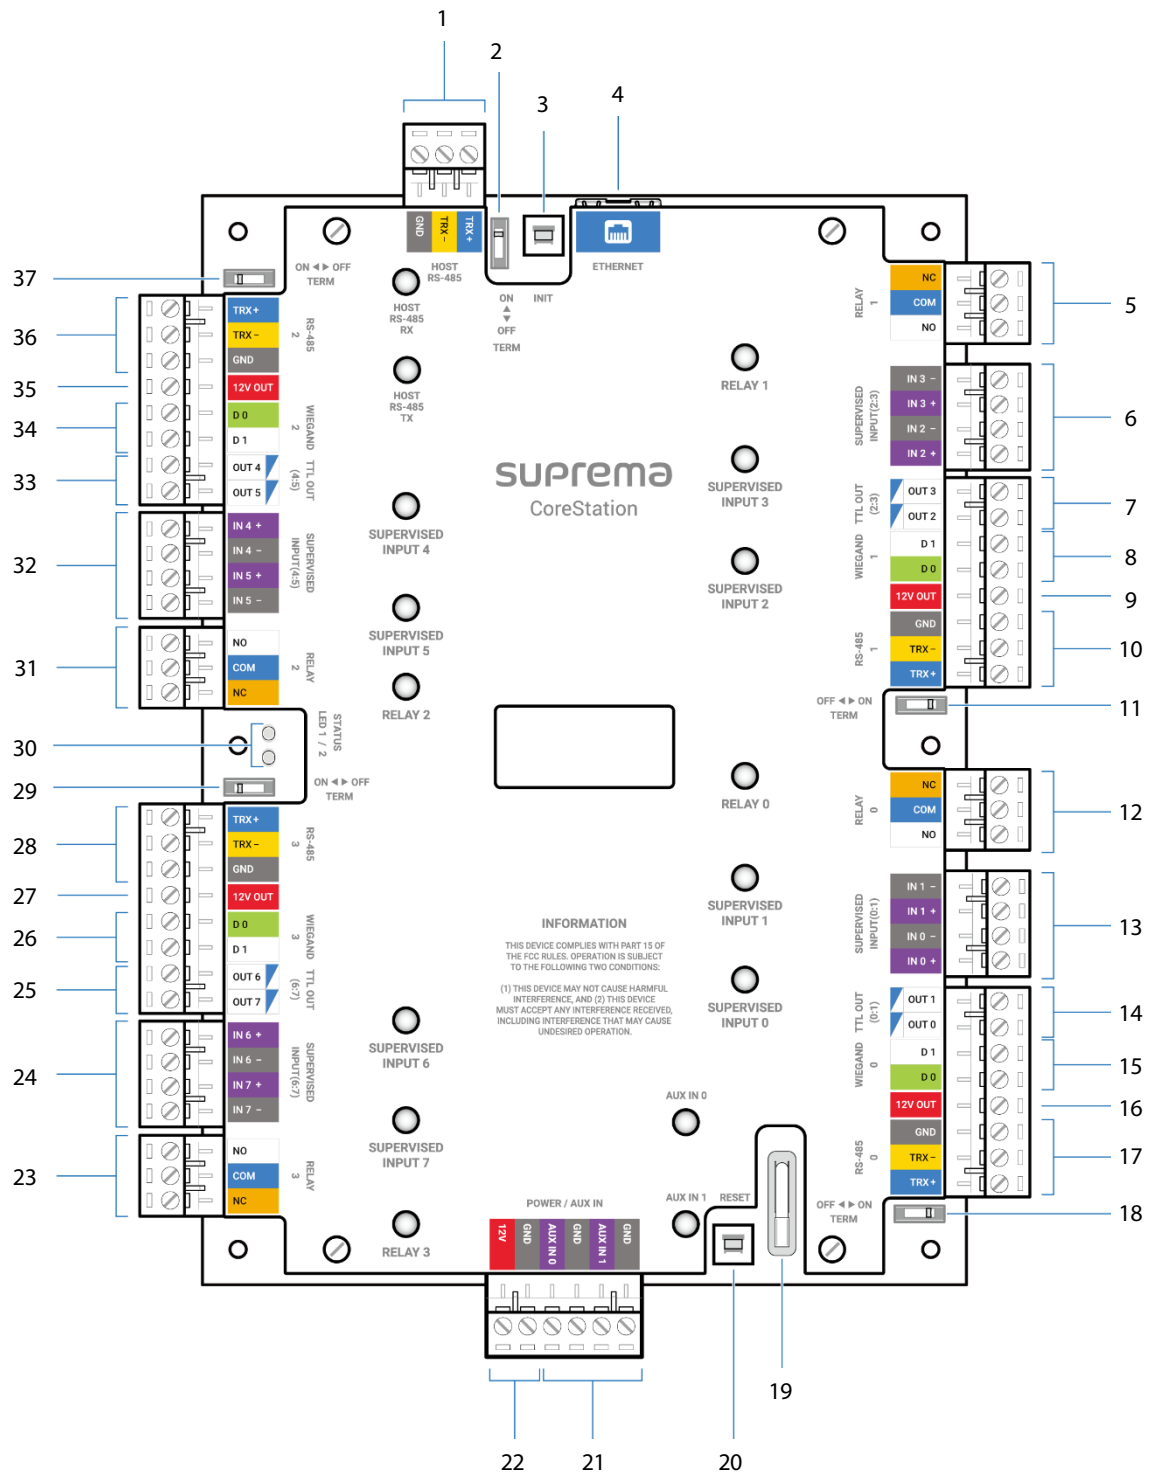 1
2
3
4
GND
TRX −
TRX +
HOST
RS-485
ETHERNET
ON ◀ ▶ OFF
TERM
HOST
RS-485
RX
ON
▲
▼
OFF
TERM
INIT
HOST
RS-485
TX
37
36
TRX +
TRX −
GND
RS-485
2
35
12V OUT
34
D 0
D 1
WIEGAND
2
33
OUT 4
OUT 5
TTL OUT
(4:5)
32
IN 4 +
IN 4 −
IN 5 +
IN 5 −
SUPERVISED
INPUT(4:5)
31
NO
COM
NC
RELAY
2
30
STATUS
LED 1 / 2
29
ON ◀ ▶ OFF
TERM
28
TRX +
TRX −
GND
RS-485
3
27
12V OUT
26
D 0
D 1
WIEGAND
3
25
OUT 6
OUT 7
TTL OUT
(6:7)
24
IN 6 +
IN 6 −
IN 7 +
IN 7 −
SUPERVISED
INPUT(6:7)
23
NO
COM
NC
RELAY
3
SUPERVISED
INPUT 4
SUPERVISED
INPUT 5
RELAY 2
SUPERVISED
INPUT 6
SUPERVISED
INPUT 7
RELAY 3
suprema
CoreStation
INFORMATION
THIS DEVICE COMPLIES WITH PART 15 OF
THE FCC RULES. OPERATION IS SUBJECT
TO THE FOLLOWING TWO CONDITIONS:
(1) THIS DEVICE MAY NOT CAUSE HARMFUL
INTERFERENCE, AND (2) THIS DEVICE
MUST ACCEPT ANY INTERFERENCE RECEIVED,
INCLUDING INTERFERENCE THAT MAY CAUSE
UNDESIRED OPERATION.
RELAY 1
SUPERVISED
INPUT 3
SUPERVISED
INPUT 2
RELAY 0
SUPERVISED
INPUT 1
SUPERVISED
INPUT 0
AUX IN 0
AUX IN 1
RESET
POWER / AUX IN
12V
GND
AUX IN 0
GND
AUX IN 1
GND
RELAY
1
NC
COM
NO
5
SUPERVISED
INPUT(2:3)
IN 3 −
IN 3 +
IN 2 −
IN 2 +
6
TTL OUT
(2:3)
OUT 3
OUT 2
7
WIEGAND
1
D 1
D 0
8
12V OUT
9
RS-485
1
GND
TRX −
TRX +
10
OFF ◀ ▶ ON
TERM
11
RELAY
0
NC
COM
NO
12
SUPERVISED
INPUT(0:1)
IN 1 −
IN 1 +
IN 0 −
IN 0 +
13
TTL OUT
(0:1)
OUT 1
OUT 0
14
WIEGAND
0
D 1
D 0
15
12V OUT
16
RS-485
0
GND
TRX −
TRX +
17
OFF ◀ ▶ ON
TERM
18
19
22
21
20